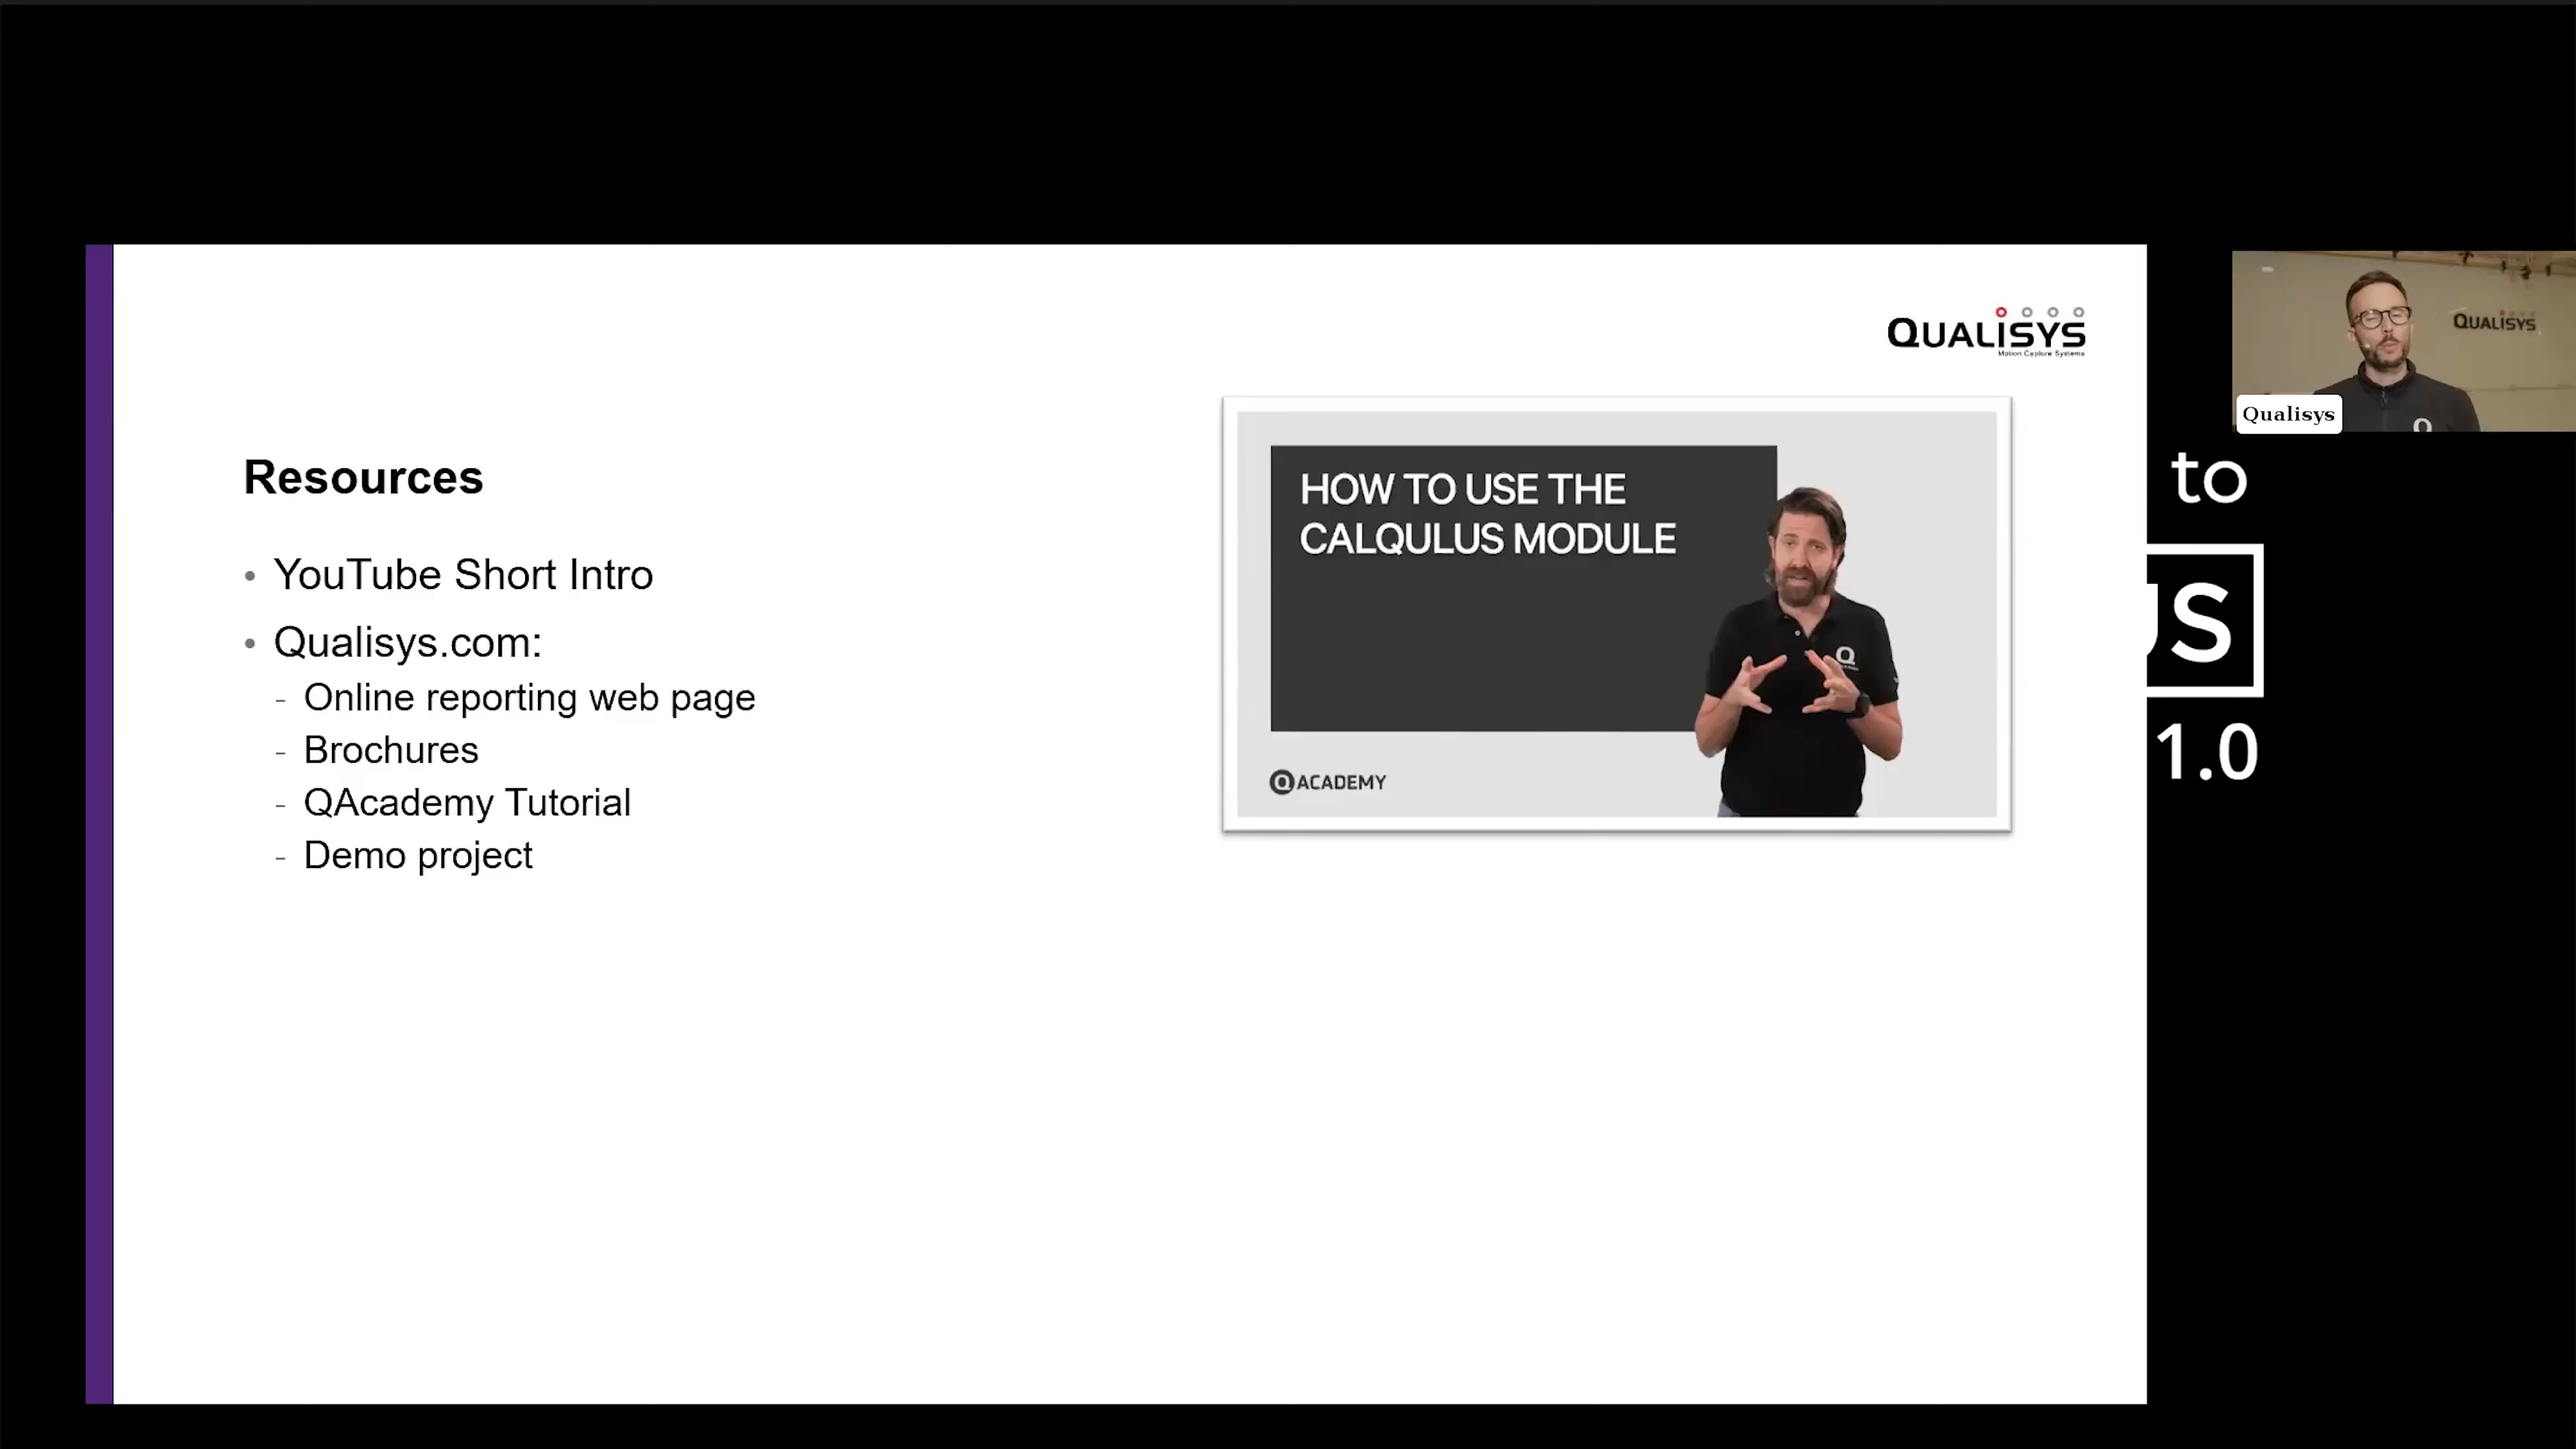 QUALISYS
Motion Capture Systems
Resources
• YouTube Short Intro
• Qualisys.com:
- Online reporting web page
- Brochures
- QAcademy Tutorial
- Demo project
HOW TO USE THE
CALQULUS MODULE
Q
Q ACADEMY
QUALISYS
Q
Qualisys
to
US
1.0